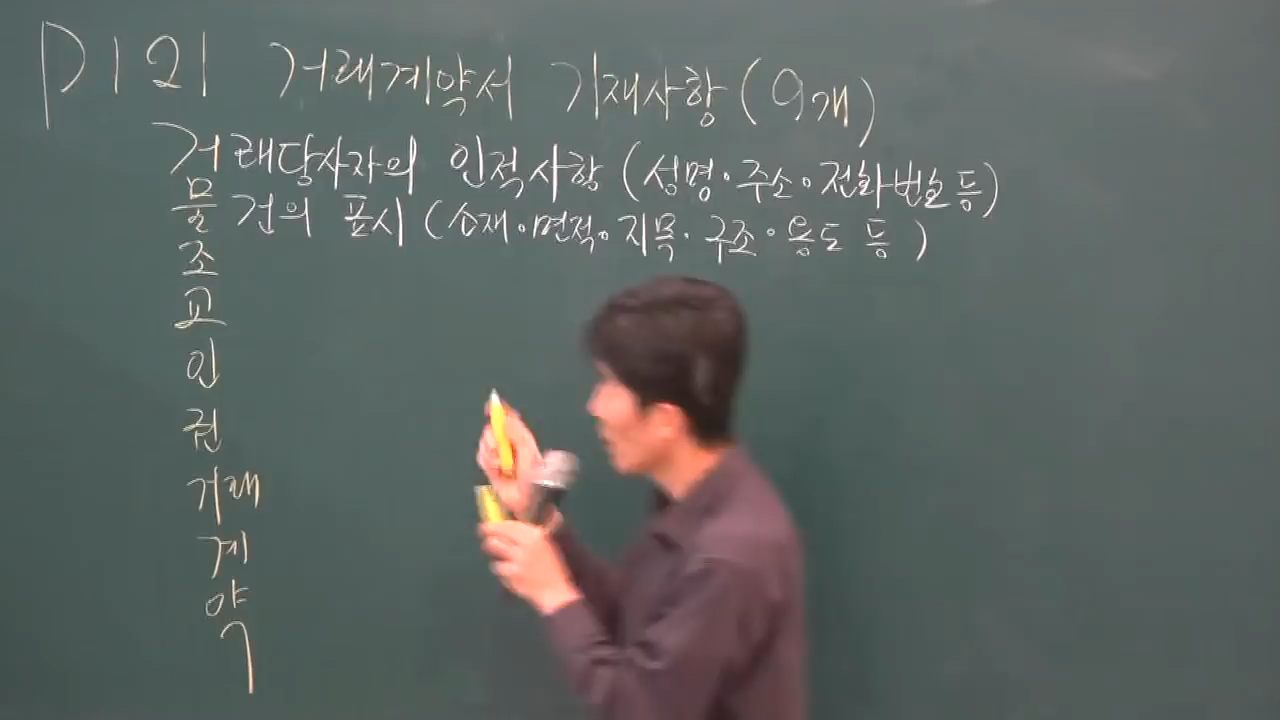 P121 거래계약서 기재사항 (9개)
거래당사자의 인적사항 (성명·주소·전화번호 등)
물건의 표시 (소재·면적·지목·구조·용도 등)
조
교
인
권
거래
계
약